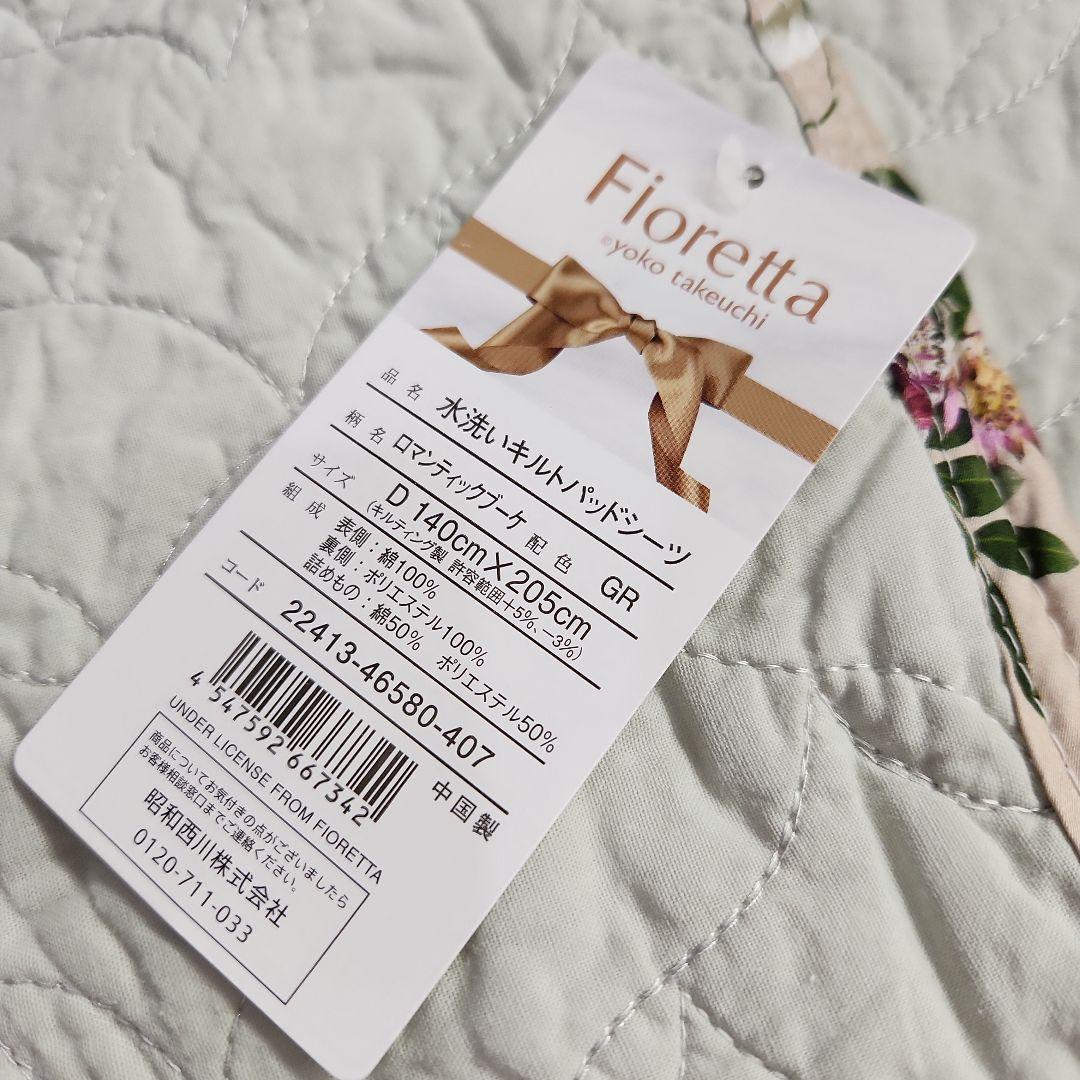 Fioretta
©yoko takeuchi
品名 水洗いキルトパッドシーツ
柄名 ロマンティックブーケ 配色 GR
サイズ D 140cm×205cm
(キルティング製 許容範囲+5%、-3%)
組成 表側：綿100%
裏側：ポリエステル100%
詰めもの：綿50% ポリエステル50%
コード 22413-46580-407
4 547592 667342
中国製
UNDER LICENSE FROM FIORETTA
商品についてお気付きの点がございましたら
お客様相談窓口までご連絡ください。
昭和西川株式会社
0120-711-033